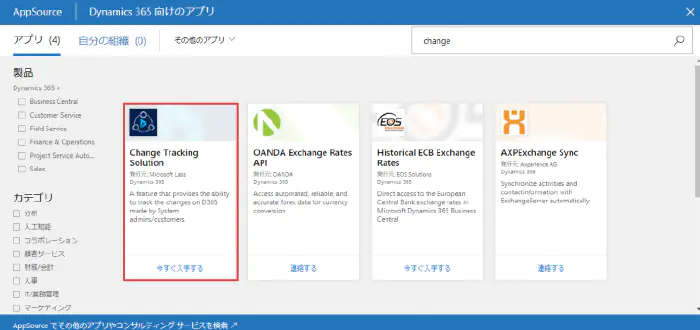 AppSource
Dynamics 365 向けのアプリ
アプリ (4)
自分の組織 (0)
その他のアプリ
change
製品
Dynamics 365
Business Central
Customer Service
Field Service
Finance & Operations
Project Service Auto...
Sales
カテゴリ
分析
人工知能
コラボレーション
顧客サービス
財務/会計
人事
IT/業務管理
マーケティング
Change Tracking
Solution
発行元: Microsoft Labs
Dynamics 365
A feature that provides the ability
to track the changes on D365
made by System
admins/customers
今すぐ入手する
OANDA Exchange Rates
API
発行元: OANDA
Dynamics 365
Access automated, reliable, and
accurate forex data for currency
conversion
連絡する
EOS
Historical ECB Exchange
Rates
発行元: EOS Solutions
Dynamics 365
Direct access to the European
Central Bank exchange rates in
Microsoft Dynamics 365 Business
Central
今すぐ入手する
AXPExchange Sync
発行元: Axperience AG
Dynamics 365
Synchronize activities and
contactinformation with
ExchangeServer automatically
連絡する
AppSource でその他のアプリやコンサルティング サービスを検索